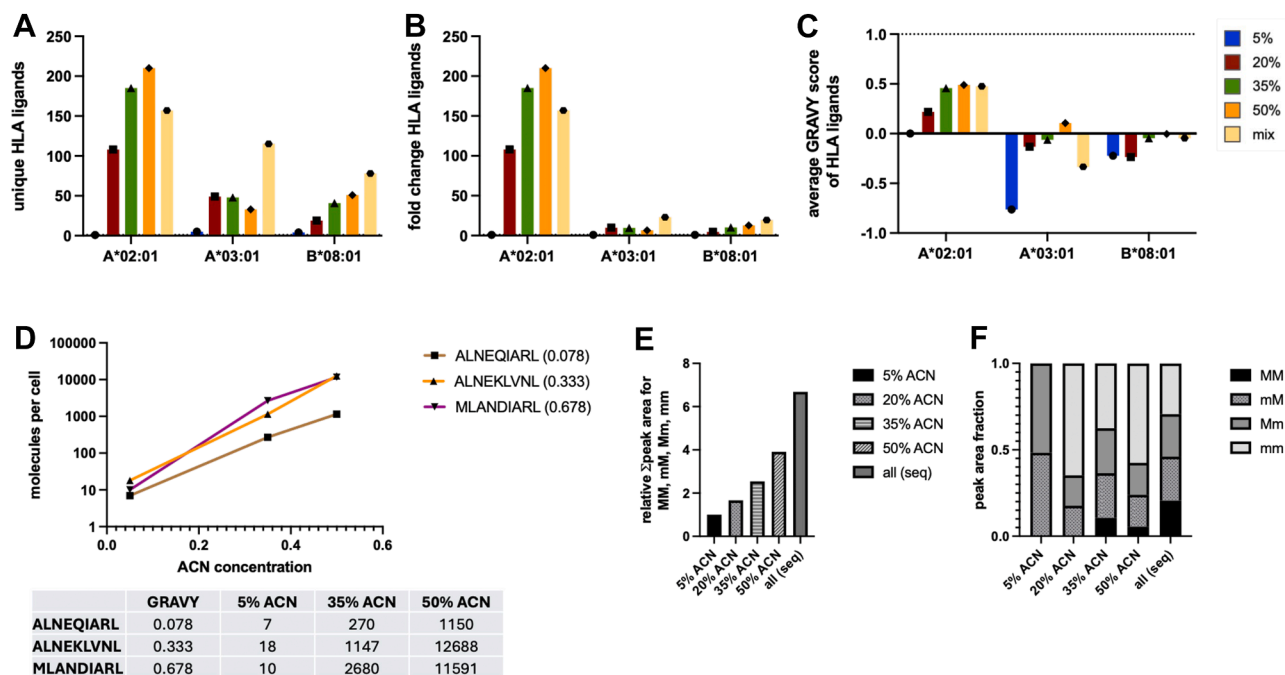 A
unique HLA ligands
250
200
150
100
50
0
A*02:01
A*03:01
B*08:01
B
fold change HLA ligands
250
200
150
100
50
0
A*02:01
A*03:01
B*08:01
C
average GRAVY score
of HLA ligands
1.0
0.5
0.0
-0.5
-1.0
A*02:01
A*03:01
B*08:01
5%
20%
35%
50%
mix
D
molecules per cell
100000
10000
1000
100
10
1
0.0
0.2
0.4
0.6
ACN concentration
ALNEQIARL (0.078)
ALNEKLVNL (0.333)
MLANDIARL (0.678)
GRAVY 5% ACN 35% ACN 50% ACN
ALNEQIARL 0.078 7 270 1150
ALNEKLVNL 0.333 18 1147 12688
MLANDIARL 0.678 10 2680 11591
E
relative Σpeak area for
MM, mM, Mm, mm
8
6
4
2
0
5% ACN
20% ACN
35% ACN
50% ACN
all (seq)
5% ACN
20% ACN
35% ACN
50% ACN
all (seq)
F
peak area fraction
1.0
0.5
0.0
5% ACN
20% ACN
35% ACN
50% ACN
all (seq)
MM
mM
Mm
mm